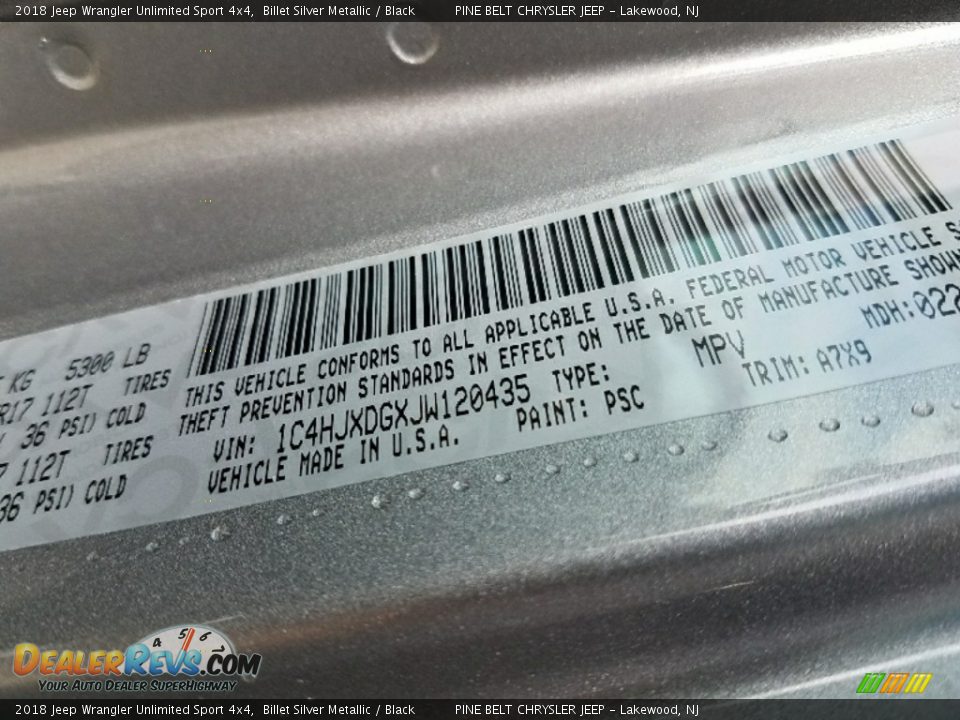 2018 Jeep Wrangler Unlimited Sport 4x4, Billet Silver Metallic / Black PINE BELT CHRYSLER JEEP – Lakewood, NJ
KG 5300 LB
R17 112T TIRES
36 PSI) COLD
112T TIRES
36 PSI) COLD
THIS VEHICLE CONFORMS TO ALL APPLICABLE U.S.A. FEDERAL MOTOR VEHICLE
THEFT PREVENTION STANDARDS IN EFFECT ON THE DATE OF MANUFACTURE SHOWN
VIN: 1C4HJXDGXJW120435 TYPE: MPV MDH:022
VEHICLE MADE IN U.S.A. PAINT: PSC TRIM: A7X9
4 5 6
DEALERREVS.COM
YOUR AUTO DEALER SUPERHIGHWAY
2018 Jeep Wrangler Unlimited Sport 4x4, Billet Silver Metallic / Black PINE BELT CHRYSLER JEEP – Lakewood, NJ